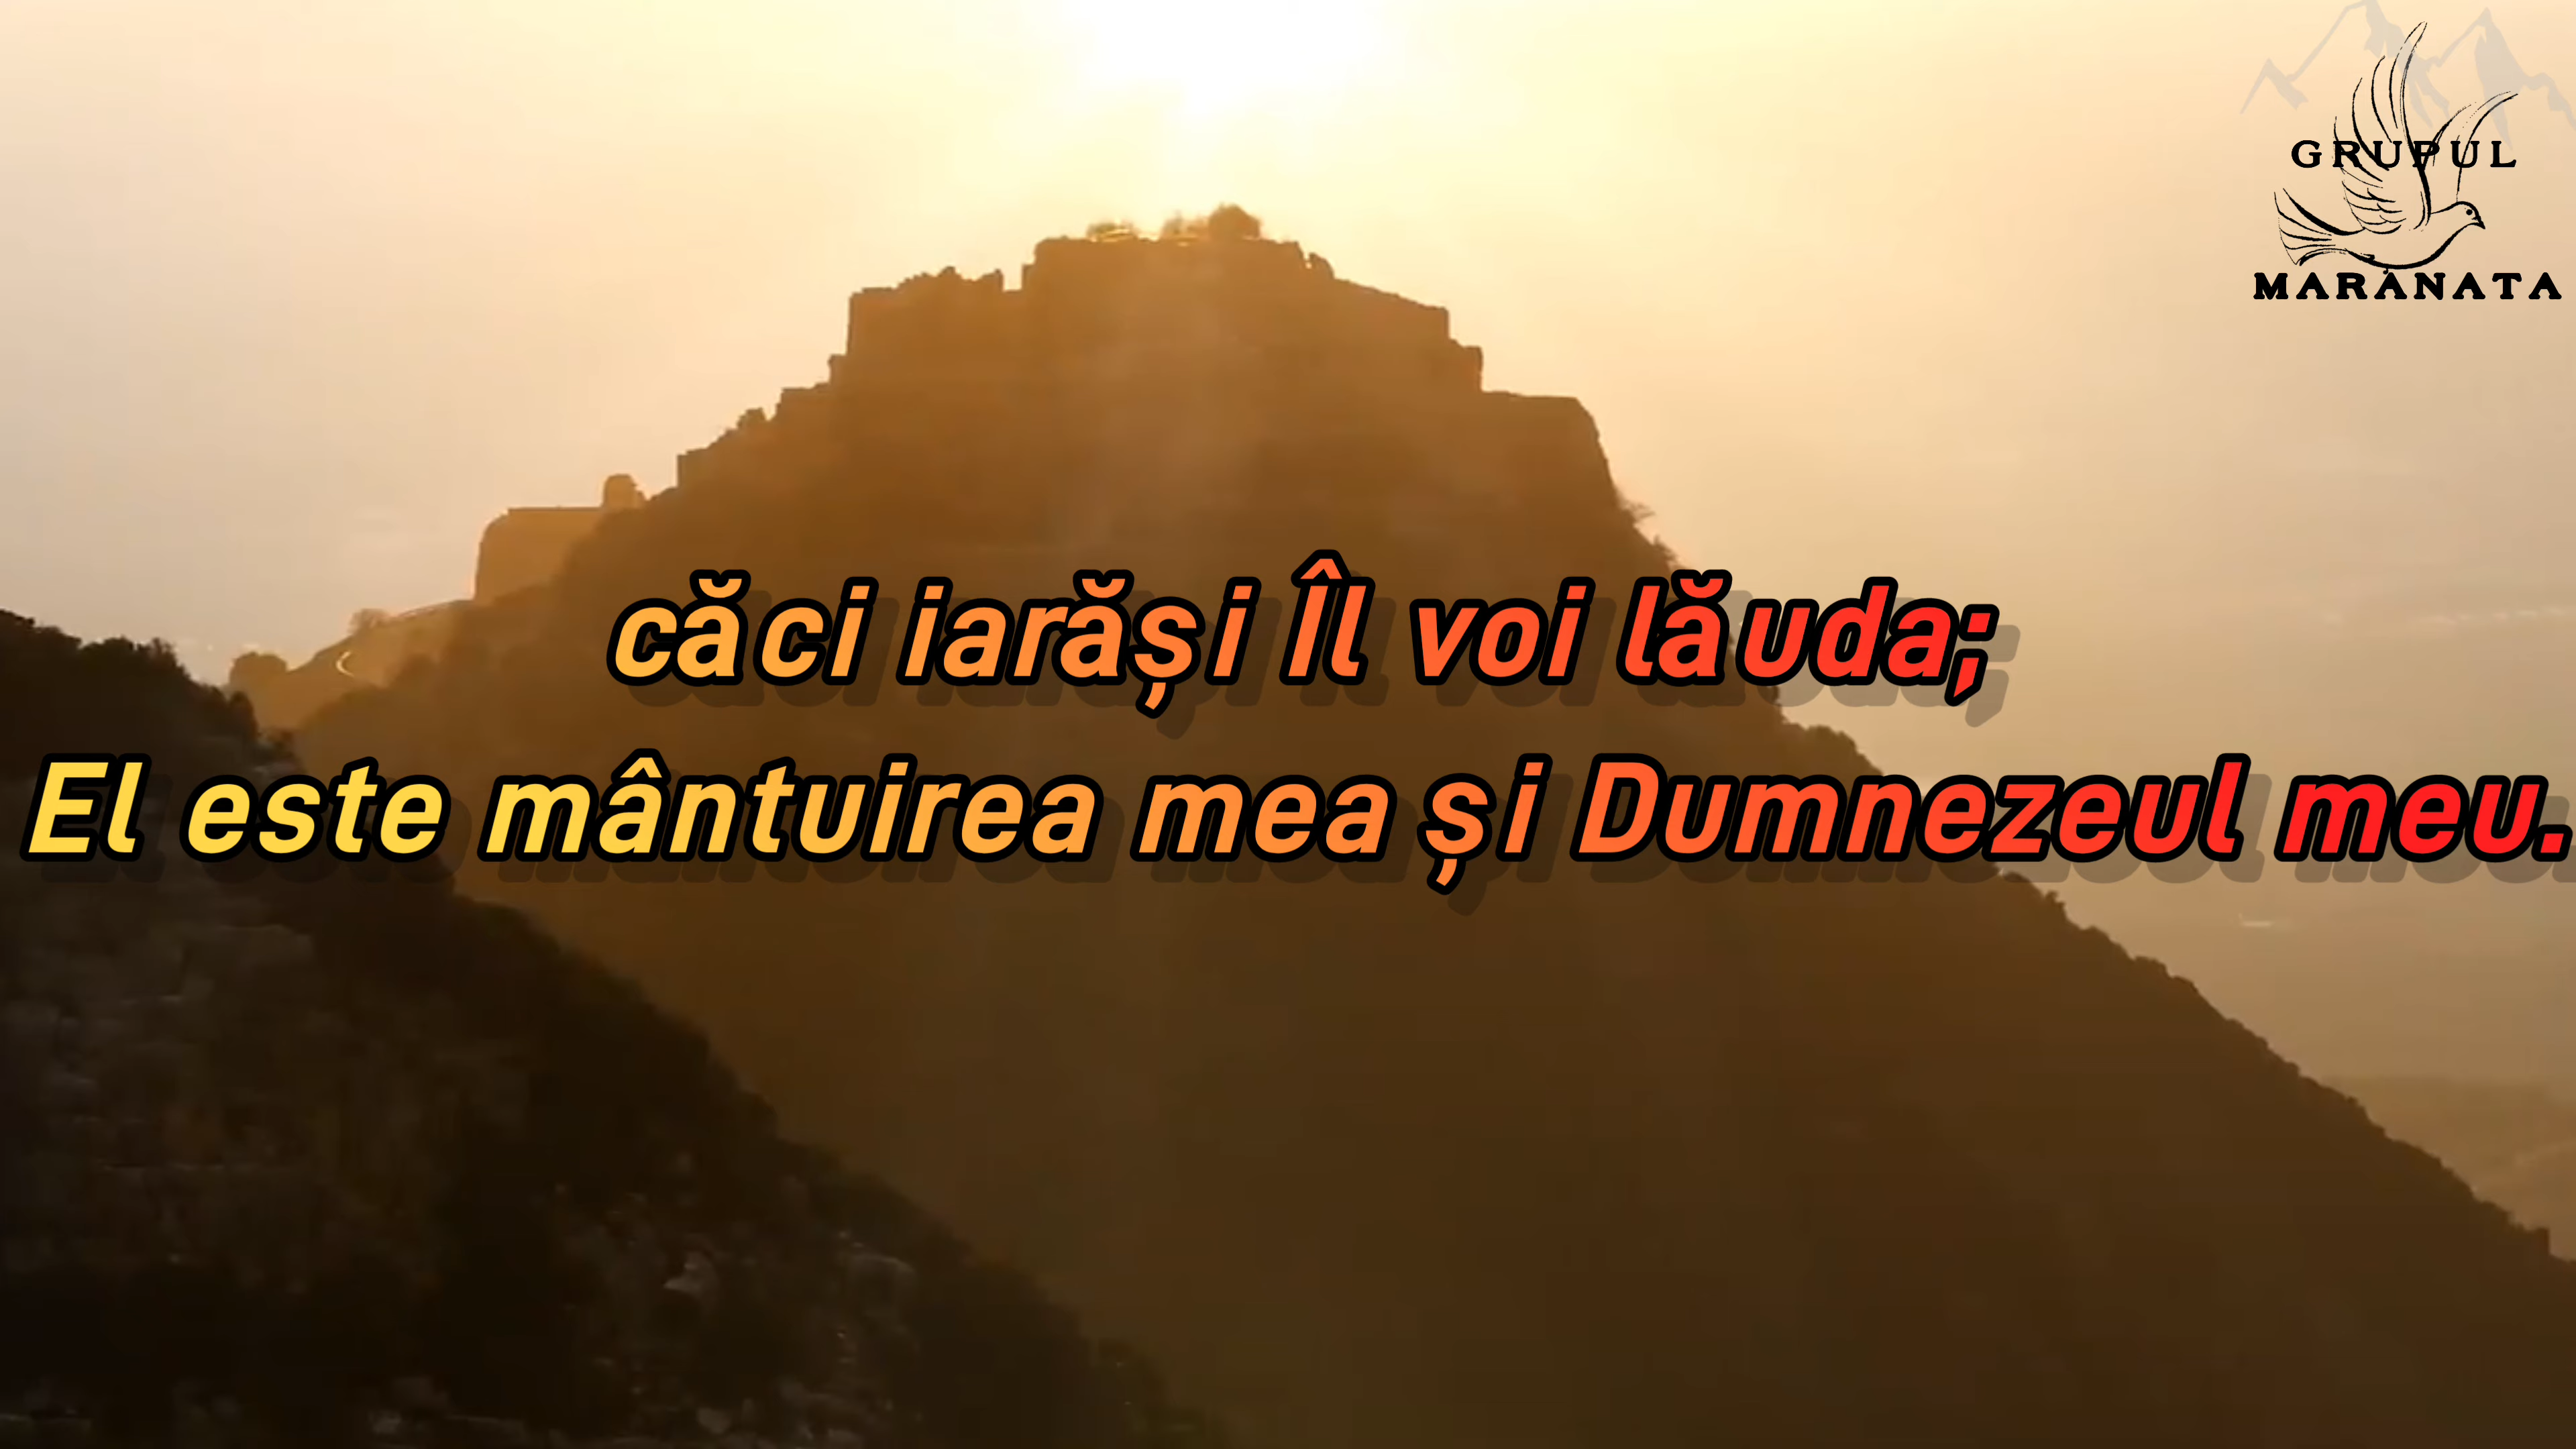 GRUPUL
MARANATA
căci iarăși Îl voi lăuda;
El este mântuirea mea și Dumnezeul meu.